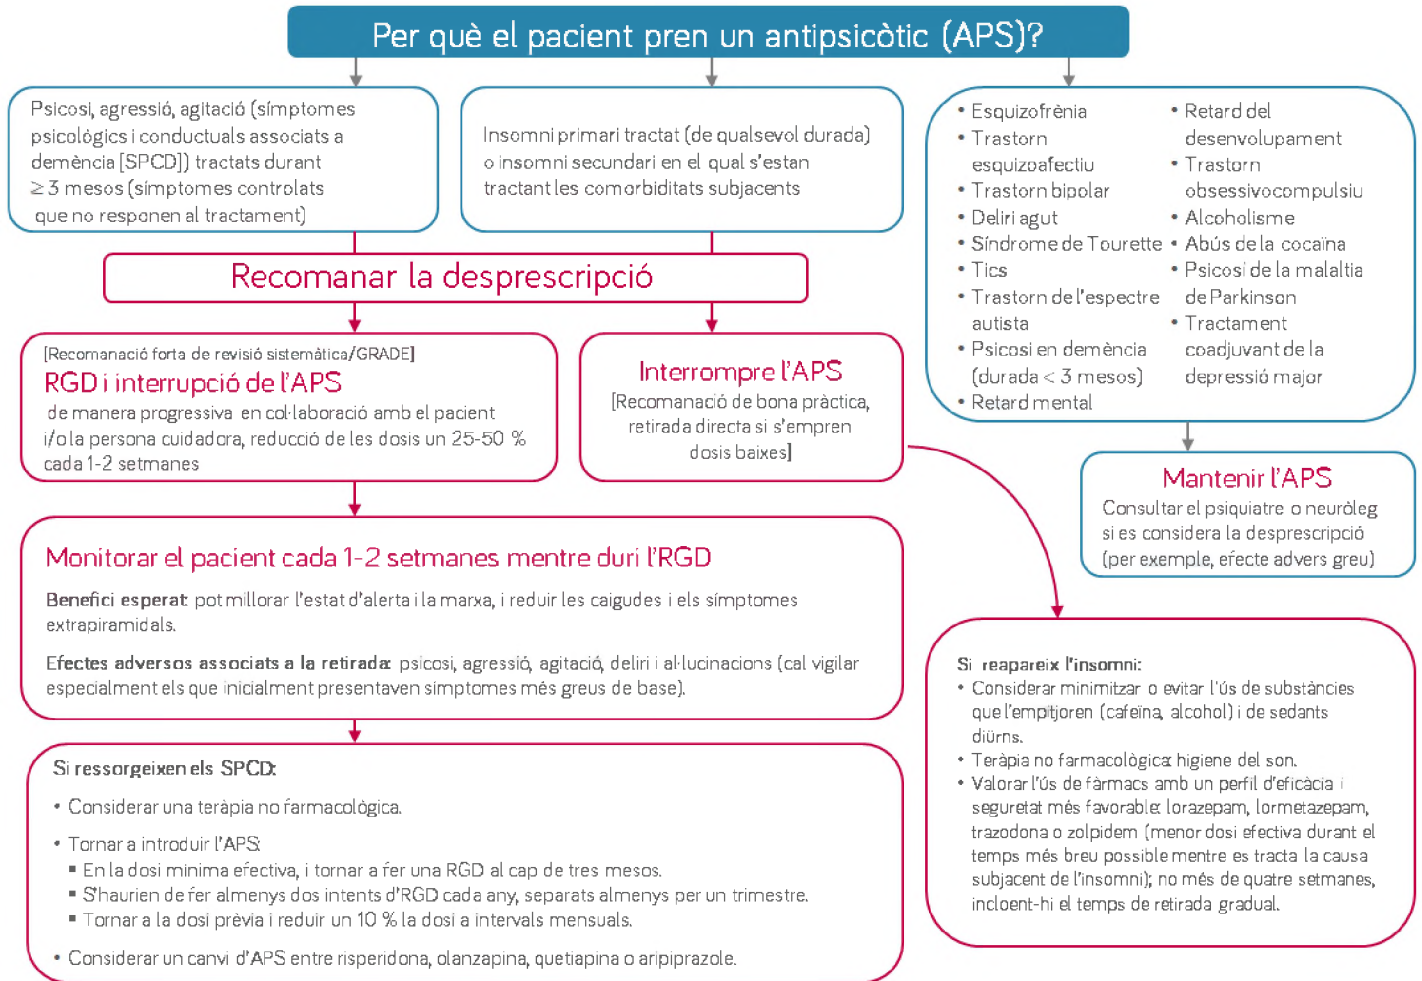 Per què el pacient pren un antipsicòtic (APS)?
Psicosi, agressió, agitació (símptomes
psicològics i conductuals associats a
demència [SPCD]) tractats durant
≥ 3 mesos (símptomes controlats
que no responen al tractament)
Insomni primari tractat (de qualsevol durada)
o insomni secundari en el qual s'estan
tractant les comorbiditats subjacents
• Esquizofrènia
• Trastorn
esquizoafectiu
• Trastorn bipolar
• Deliri agut
• Síndrome de Tourette
• Tics
• Trastorn de l'espectre
autista
• Psicosi en demència
(durada < 3 mesos)
• Retard mental
• Retard del
desenvolupament
• Trastorn
obsessivocompulsiu
• Alcoholisme
• Abús de la cocaïna
• Psicosi de la malaltia
de Parkinson
• Tractament
coadjuvant de la
depressió major
Recomanar la desprescripció
[Recomanació forta de revisió sistemàtica/GRADE]
RGD i interrupció de l'APS
de manera progressiva en col·laboració amb el pacient
i/o la persona cuidadora, reducció de les dosis un 25-50 %
cada 1-2 setmanes
Interrompre l'APS
[Recomanació de bona pràctica,
retirada directa si s'empren
dosis baixes]
Mantenir l'APS
Consultar el psiquiatre o neuròleg
si es considera la desprescripció
(per exemple, efecte advers greu)
Monitorar el pacient cada 1-2 setmanes mentre duri l'RGD
Benefici esperat: pot millorar l'estat d'alerta i la marxa, i reduir les caigudes i els símptomes
extrapiramidals.
Efectes adversos associats a la retirada: psicosi, agressió, agitació, deliri i al·lucinacions (cal vigilar
especialment els que inicialment presentaven símptomes més greus de base).
Si ressorgeixen els SPCD:
• Considerar una teràpia no farmacològica.
• Tornar a introduir l'APS:
▪ En la dosi mínima efectiva, i tornar a fer una RGD al cap de tres mesos.
▪ S'haurien de fer almenys dos intents d'RGD cada any, separats almenys per un trimestre.
▪ Tornar a la dosi prèvia i reduir un 10 % la dosi a intervals mensuals.
• Considerar un canvi d'APS entre risperidona, olanzapina, quetiapina o aripiprazole.
Si reapareix l'insomni:
• Considerar minimitzar o evitar l'ús de substàncies
que l'empitjoren (cafeïna, alcohol) i de sedants
diürns.
• Teràpia no farmacològica: higiene del son.
• Valorar l'ús de fàrmacs amb un perfil d'eficàcia i
seguretat més favorable: lorazepam, lormetazepam,
trazodona o zolpidem (menor dosi efectiva durant el
temps més breu possible mentre es tracta la causa
subjacent de l'insomni); no més de quatre setmanes,
incloent-hi el temps de retirada gradual.